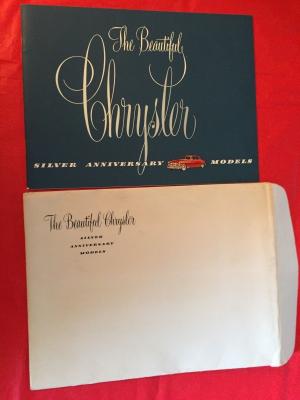 The Beautiful
Chrysler
SILVER ANNIVERSARY MODELS
The Beautiful Chrysler
SILVER
ANNIVERSARY
MODELS